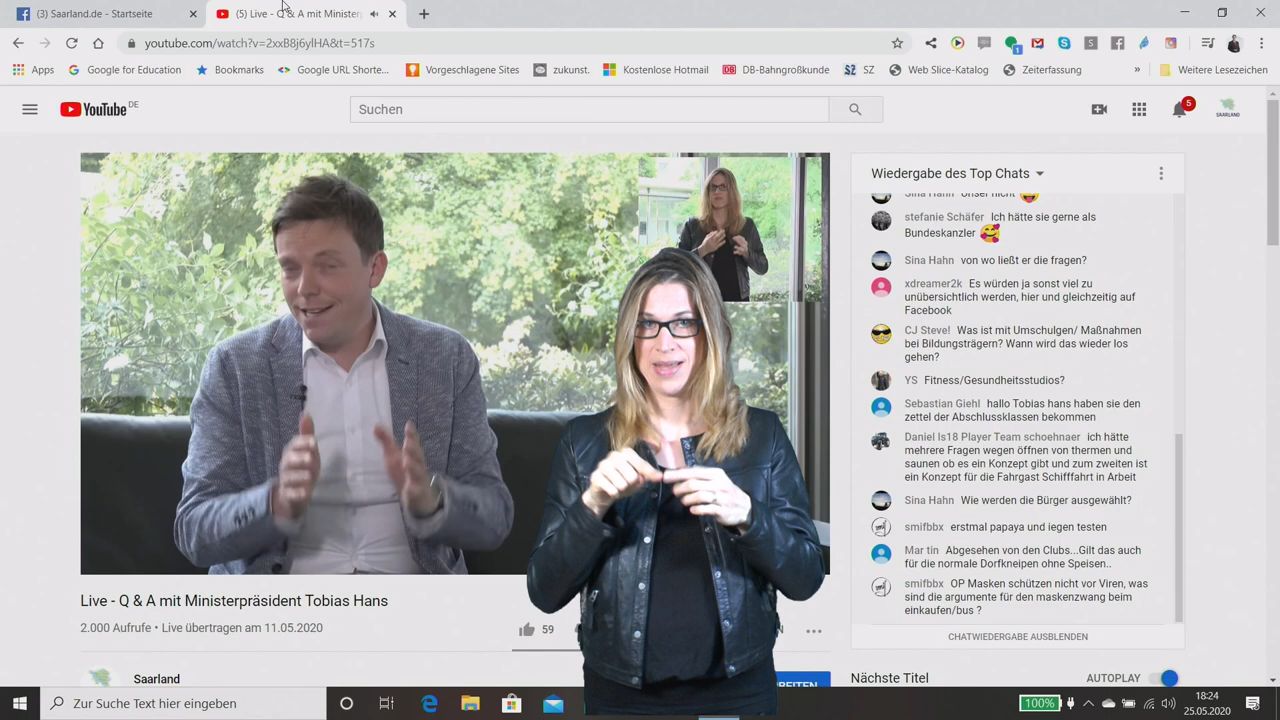 (3) Saarland.de - Startseite
(5) Live - Q & A mit Minister
youtube.com/watch?v=2xxB8j6ylHA&t=517s
1
Apps
Google for Education
Bookmarks
Google URL Shorte...
Vorgeschlagene Sites
zukunst.
Kostenlose Hotmail
DB-Bahngroßkunde
SZ
Web Slice-Katalog
Zeiterfassung
»
Weitere Lesezeichen
YouTube DE
Suchen
5
SAARLAND
Wiedergabe des Top Chats
Sina Hahn Unser nicht
stefanie Schäfer Ich hätte sie gerne als
Bundeskanzler
Sina Hahn von wo ließt er die fragen?
xdreamer2k Es würden ja sonst viel zu
unübersichtlich werden, hier und gleichzeitig auf
Facebook
CJ Steve! Was ist mit Umschulgen/ Maßnahmen
bei Bildungsträgern? Wann wird das wieder los
gehen?
YS Fitness/Gesundheitsstudios?
Sebastian Giehl hallo Tobias hans haben sie den
zettel der Abschlussklassen bekommen
Daniel ls18 Player Team schoehnaer ich hätte
mehrere Fragen wegen öffnen von thermen und
saunen ob es ein Konzept gibt und zum zweiten ist
ein Konzept für die Fahrgast Schifffahrt in Arbeit
Sina Hahn Wie werden die Bürger ausgewählt?
smifbbx erstmal papaya und iegen testen
Mar tin Abgesehen von den Clubs...Gilt das auch
für die normale Dorfkneipen ohne Speisen..
smifbbx OP Masken schützen nicht vor Viren, was
sind die argumente für den maskenzwang beim
einkaufen/bus ?
CHATWIEDERGABE AUSBLENDEN
Live - Q & A mit Ministerpräsident Tobias Hans
2.000 Aufrufe • Live übertragen am 11.05.2020
59
N
Saarland
BEITEN
Nächste Titel
AUTOPLAY
Zur Suche Text hier eingeben
100%
18:24
25.05.2020